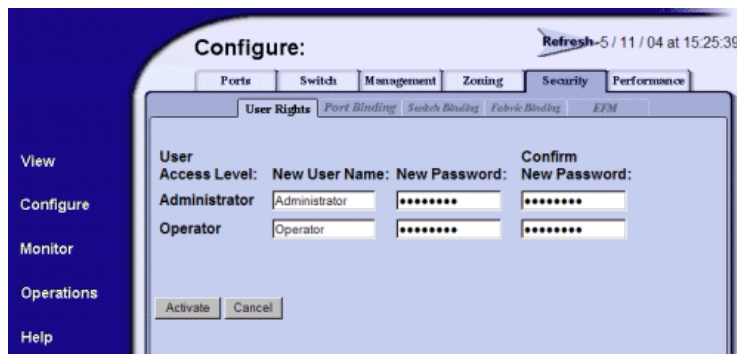 Configure:
Refresh-5 / 11 / 04 at 15:25:39
Ports Switch Management Zoning Security Performance
User Rights Port Binding Switch Binding Fabric Binding EFM
View
Configure
Monitor
Operations
Help
User
Access Level: New User Name: New Password: Confirm
New Password:
Administrator Administrator ●●●●●●●● ●●●●●●●●
Operator Operator ●●●●●●●● ●●●●●●●●
Activate Cancel